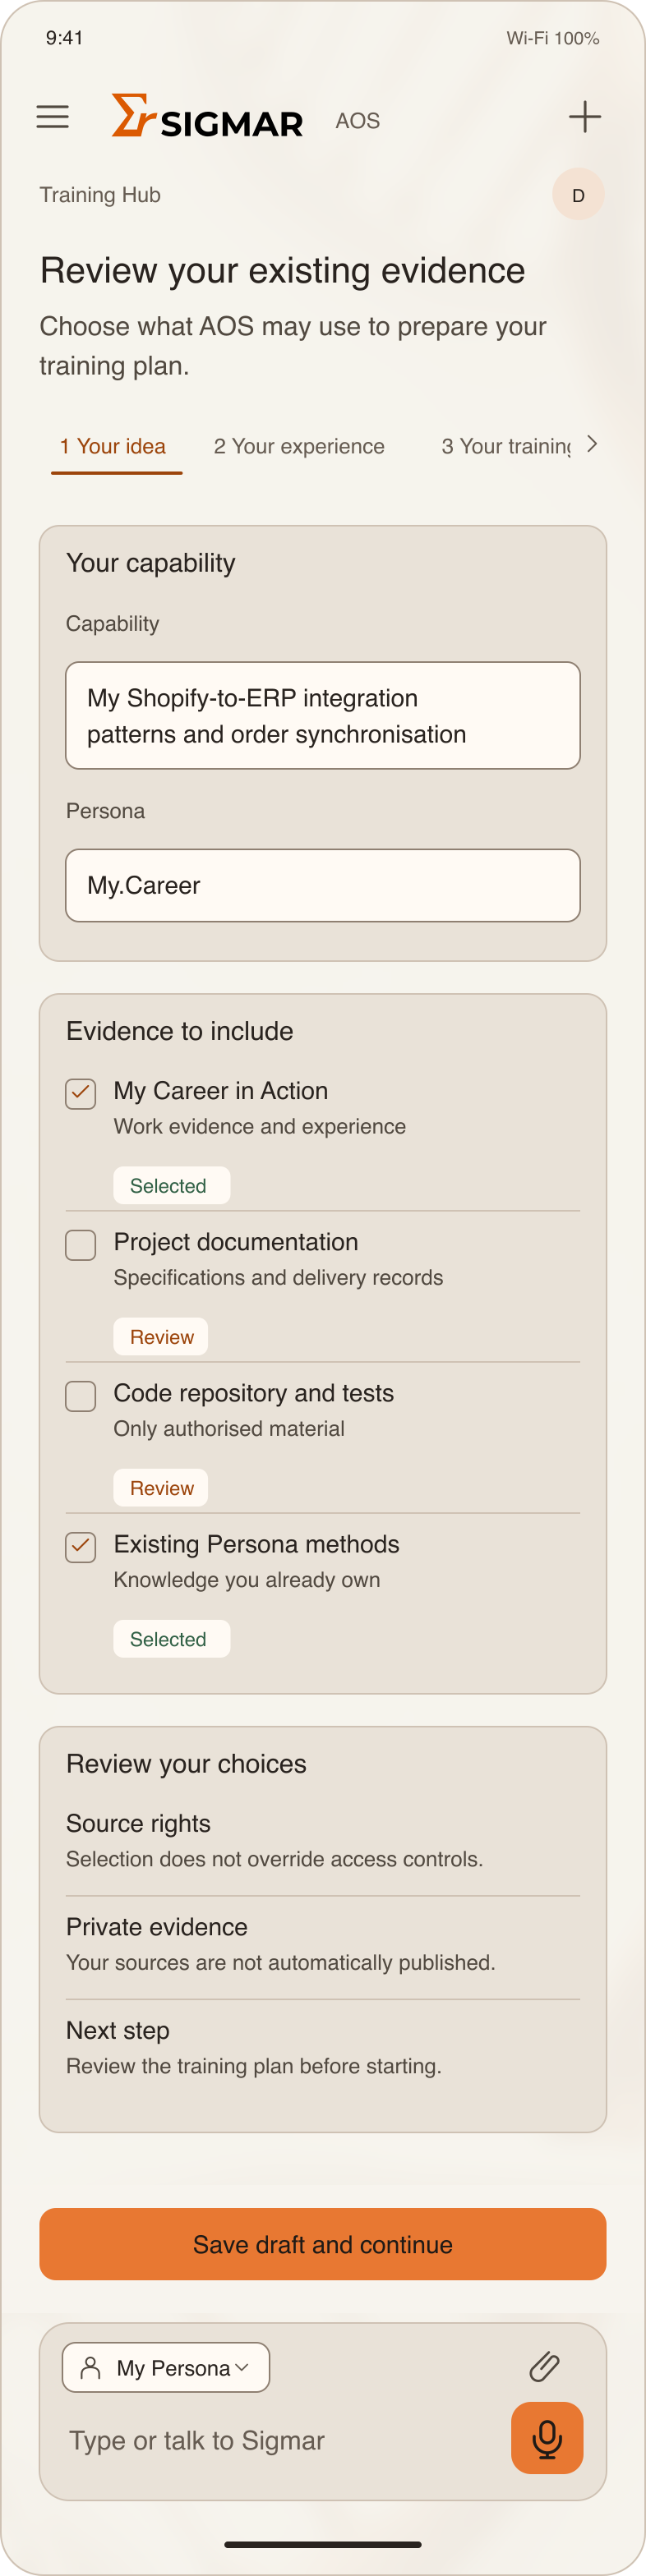 9:41
Wi-Fi 100%
Σr SIGMAR AOS
Training Hub
D
Review your existing evidence
Choose what AOS may use to prepare your
training plan.
1 Your idea
2 Your experience
3 Your training
Your capability
Capability
My Shopify-to-ERP integration
patterns and order synchronisation
Persona
My.Career
Evidence to include
My Career in Action
Work evidence and experience
Selected
Project documentation
Specifications and delivery records
Review
Code repository and tests
Only authorised material
Review
Existing Persona methods
Knowledge you already own
Selected
Review your choices
Source rights
Selection does not override access controls.
Private evidence
Your sources are not automatically published.
Next step
Review the training plan before starting.
Save draft and continue
My Persona
Type or talk to Sigmar